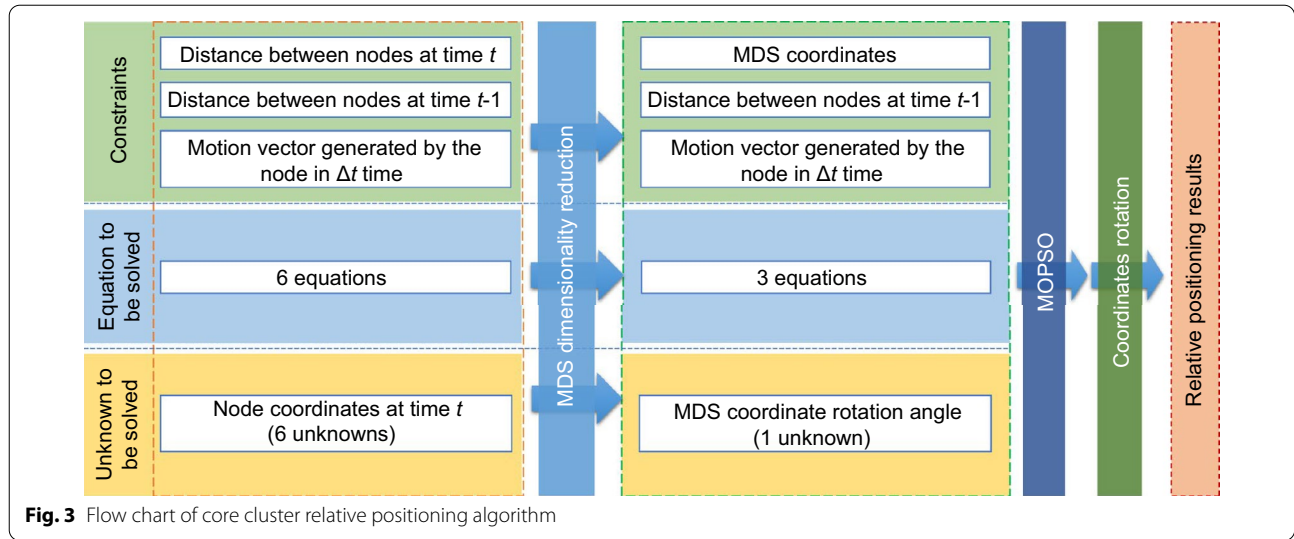 Constraints
Distance between nodes at time t
Distance between nodes at time t-1
Motion vector generated by the
node in Δt time
Equation to
be solved
6 equations
Unknown to
be solved
Node coordinates at time t
(6 unknowns)
MDS dimensionality reduction
MDS coordinates
Distance between nodes at time t-1
Motion vector generated by the
node in Δt time
3 equations
MDS coordinate rotation angle
(1 unknown)
MOPSO
Coordinates rotation
Relative positioning results
Fig. 3 Flow chart of core cluster relative positioning algorithm